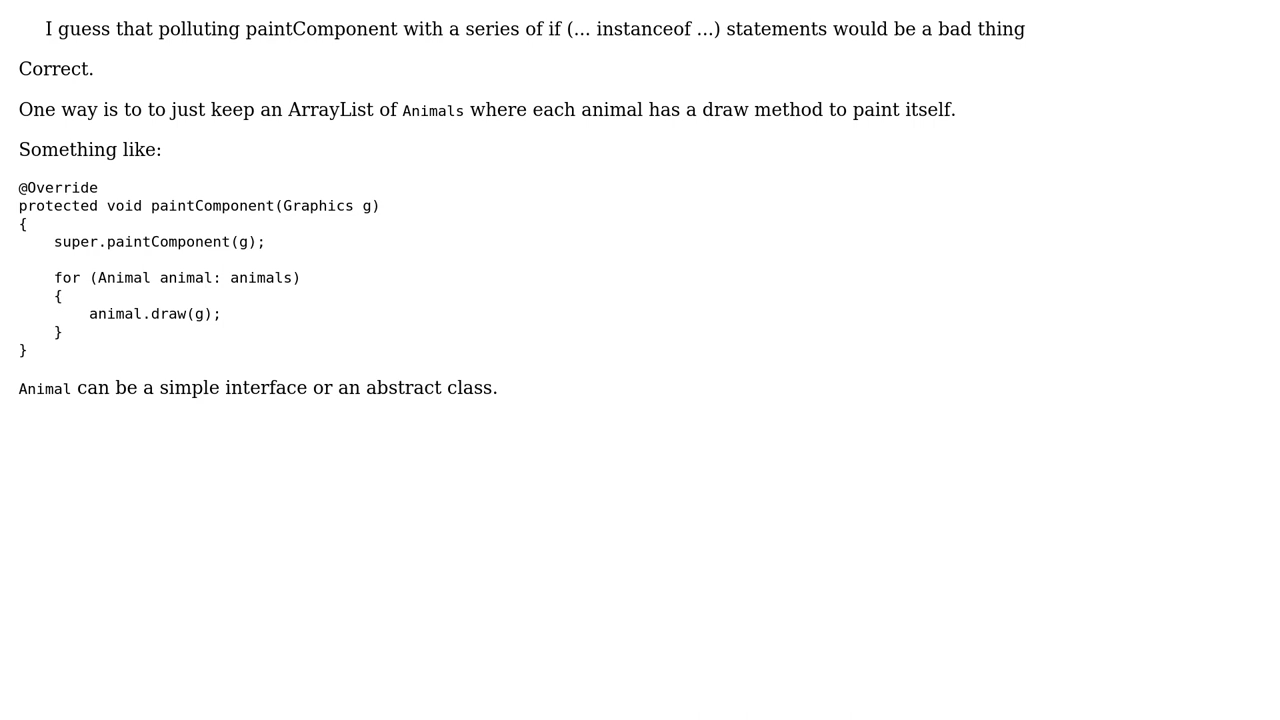 I guess that polluting paintComponent with a series of if (... instanceof ...) statements would be a bad thing
Correct.
One way is to to just keep an ArrayList of Animals where each animal has a draw method to paint itself.
Something like:
@Override
protected void paintComponent(Graphics g)
{
    super.paintComponent(g);

    for (Animal animal: animals)
    {
        animal.draw(g);
    }
}
Animal can be a simple interface or an abstract class.